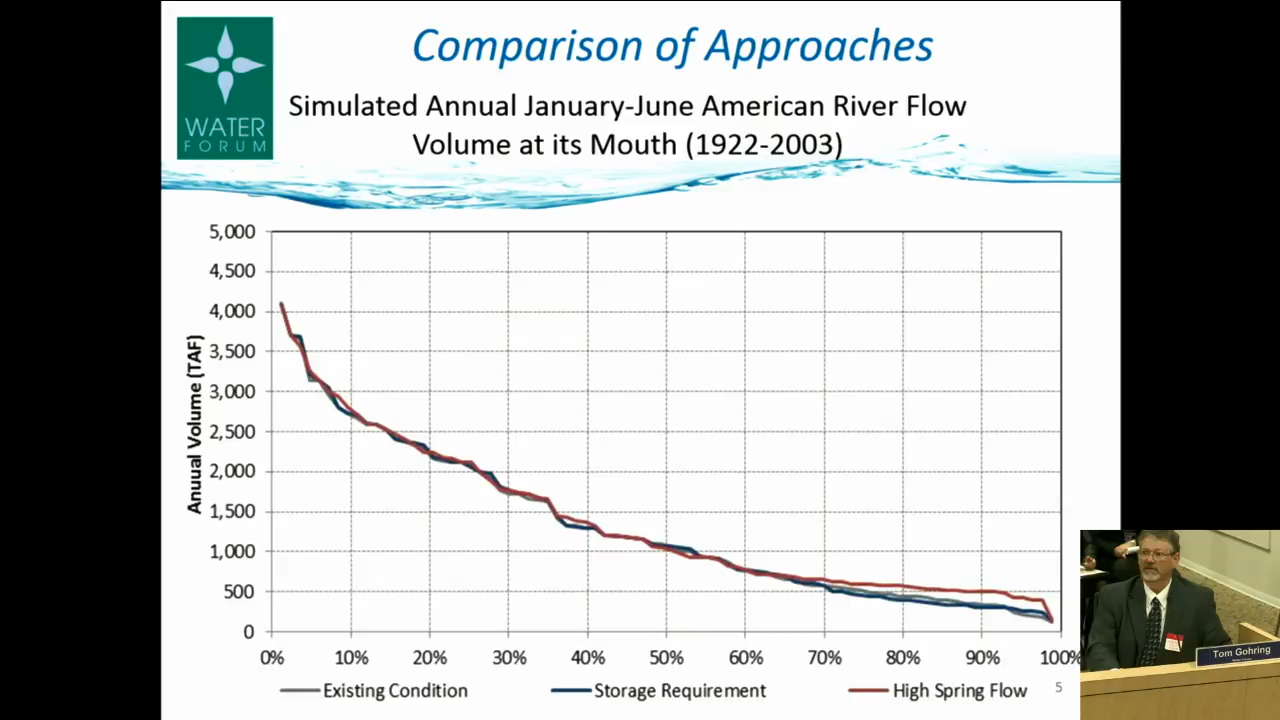 Comparison of Approaches
WATER
FORUM
Simulated Annual January-June American River Flow
Volume at its Mouth (1922-2003)
Anuual Volume (TAF)
5,000
4,500
4,000
3,500
3,000
2,500
2,000
1,500
1,000
500
0
0% 10% 20% 30% 40% 50% 60% 70% 80% 90% 100%
Existing Condition Storage Requirement High Spring Flow
5
Tom Gohring